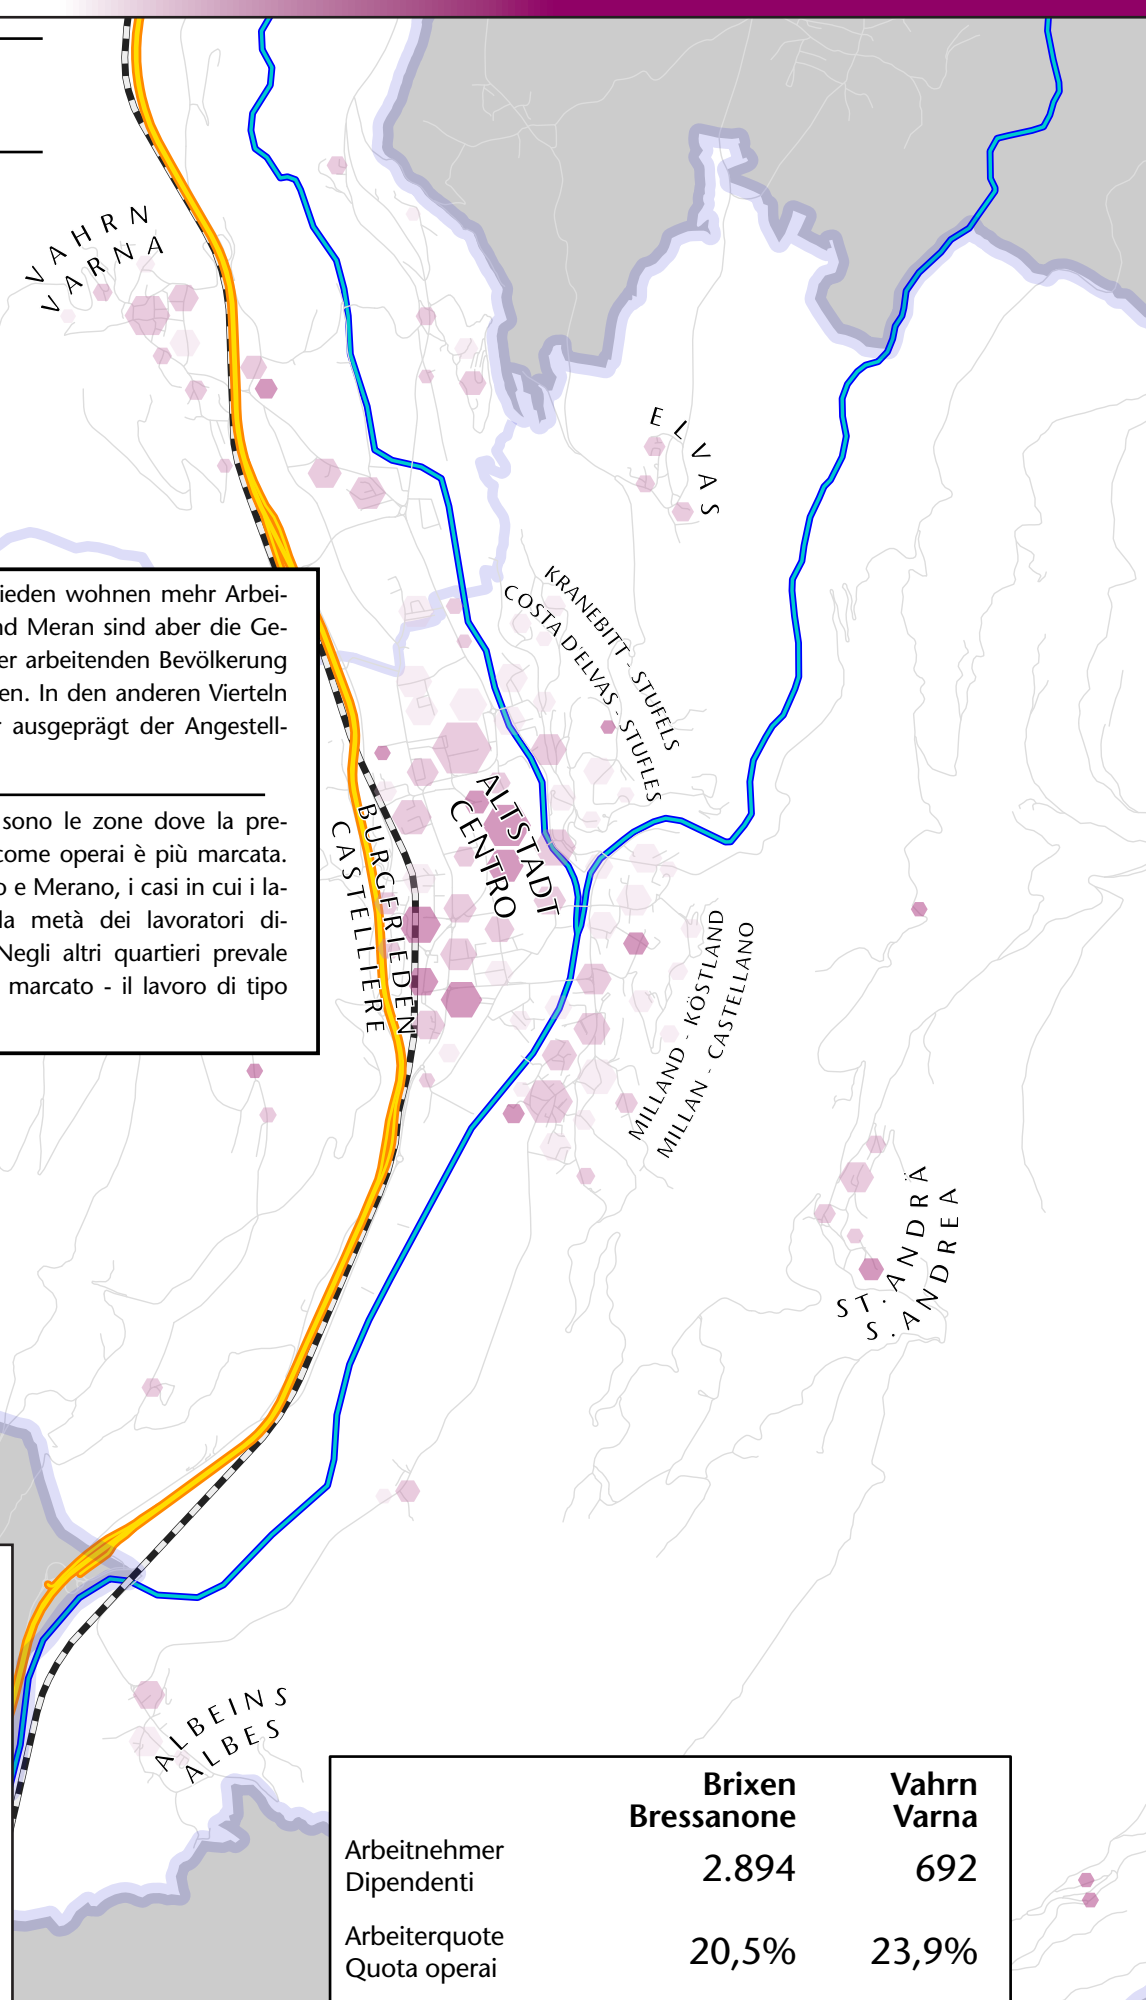 VAHRN
VARNA
ELVAS
ieden wohnen mehr Arbei-
nd Meran sind aber die Ge-
er arbeitenden Bevölkerung
en. In den anderen Vierteln
r ausgeprägt der Angestell-
sono le zone dove la pre-
come operai è più marcata.
o e Merano, i casi in cui i la-
la metà dei lavoratori di-
Negli altri quartieri prevale
marcato - il lavoro di tipo
KRANEBITT - STUFELS
COSTA D'ELVAS - STUFLES
ALTSTADT
CENTRO
BURGFRIEDEN
CASTELLIERE
MILLAND - KÖSTLAND
MILLAN - CASTELLANO
ST. ANDRÄ
S. ANDREA
ALBEINS
ALBES
Brixen Vahrn
Bressanone Varna
Arbeitnehmer
Dipendenti 2.894 692
Arbeiterquote
Quota operai 20,5% 23,9%